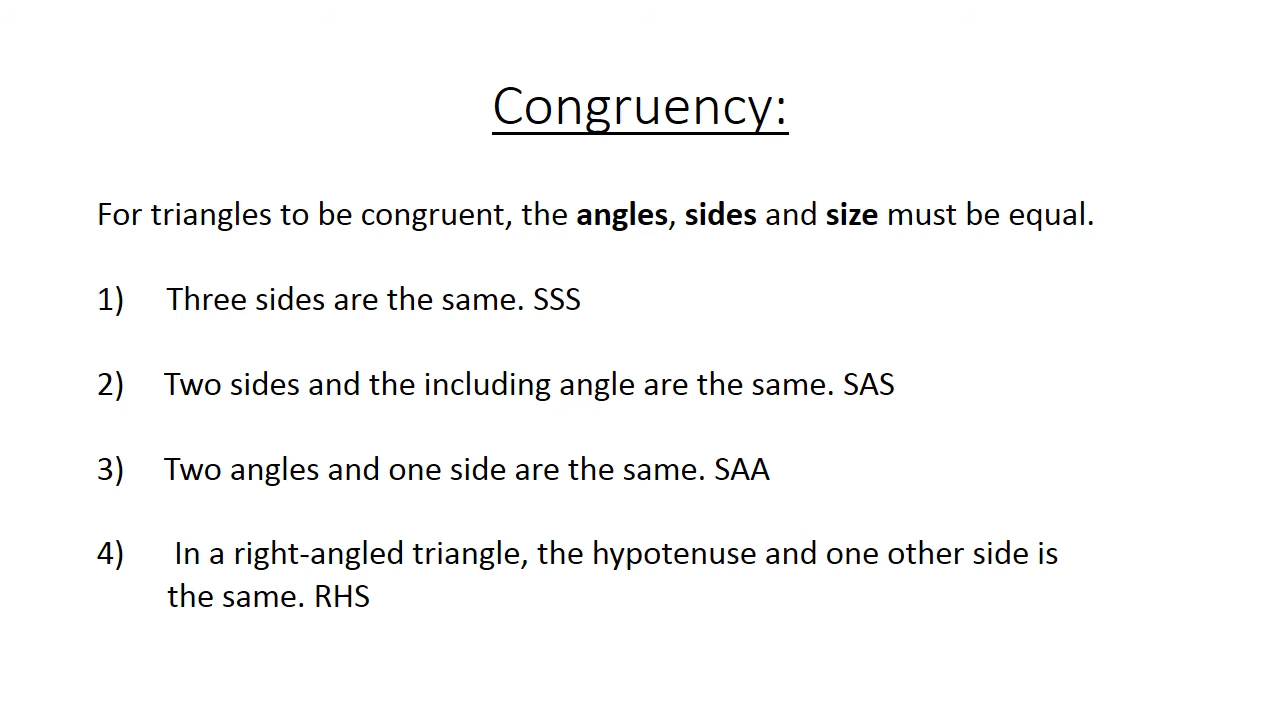 Congruency:
For triangles to be congruent, the angles, sides and size must be equal.
1) Three sides are the same. SSS
2) Two sides and the including angle are the same. SAS
3) Two angles and one side are the same. SAA
4) In a right-angled triangle, the hypotenuse and one other side is
the same. RHS